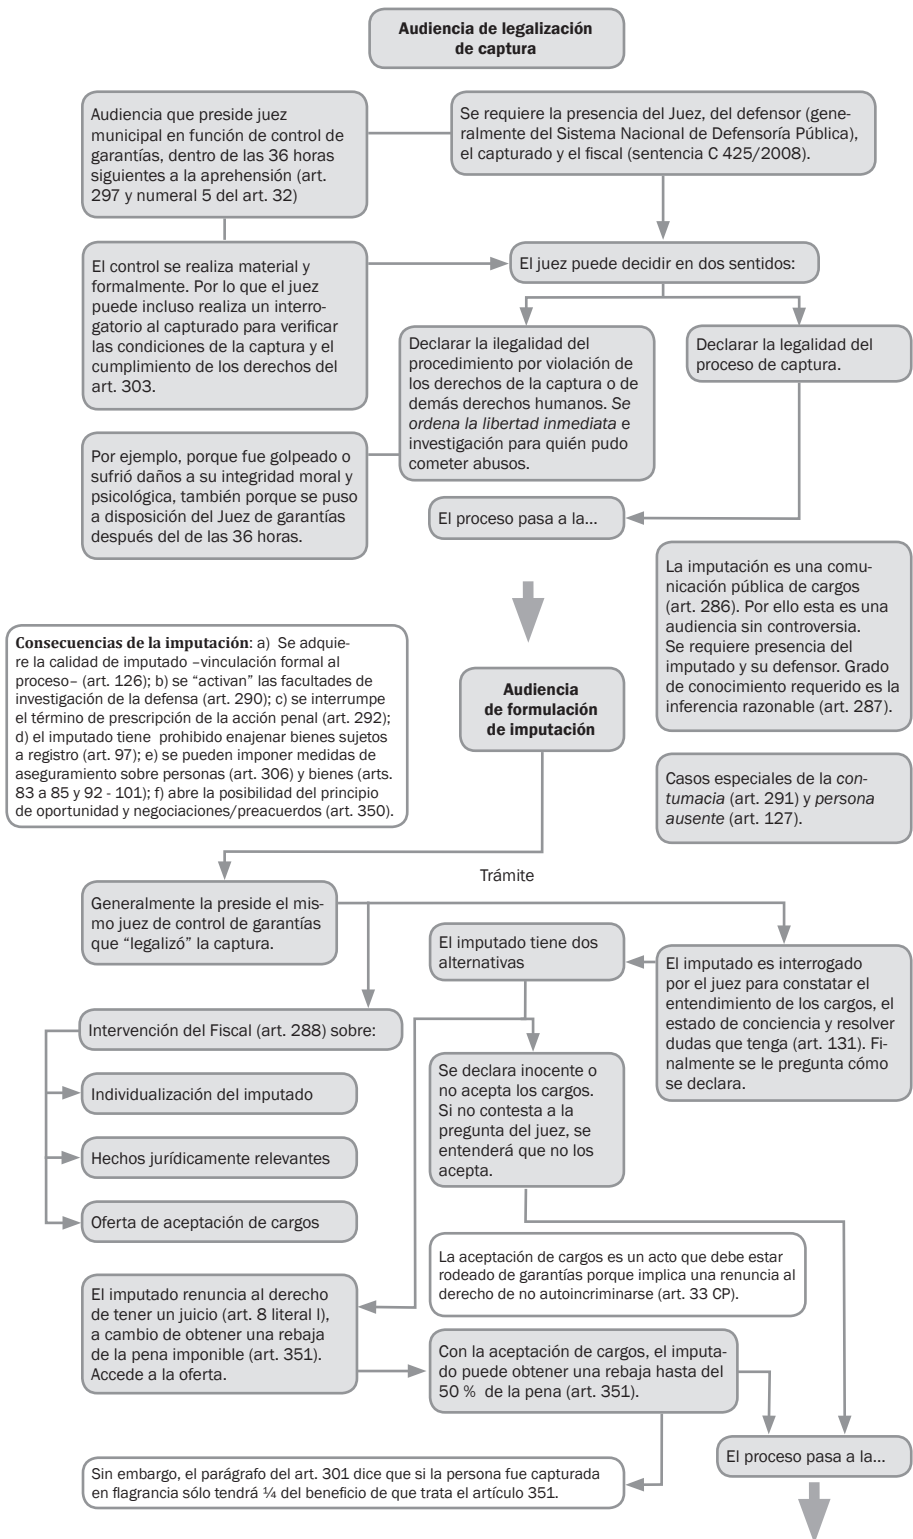 Audiencia de legalización
de captura
Audiencia que preside juez
municipal en función de control de
garantías, dentro de las 36 horas
siguientes a la aprehensión (art.
297 y numeral 5 del art. 32)
Se requiere la presencia del Juez, del defensor (gene-
ralmente del Sistema Nacional de Defensoría Pública),
el capturado y el fiscal (sentencia C 425/2008).
El control se realiza material y
formalmente. Por lo que el juez
puede incluso realiza un interro-
gatorio al capturado para verificar
las condiciones de la captura y el
cumplimiento de los derechos del
art. 303.
El juez puede decidir en dos sentidos:
Declarar la ilegalidad del
procedimiento por violación de
los derechos de la captura o de
demás derechos humanos. Se
ordena la libertad inmediata e
investigación para quién pudo
cometer abusos.
Declarar la legalidad del
proceso de captura.
Por ejemplo, porque fue golpeado o
sufrió daños a su integridad moral y
psicológica, también porque se puso
a disposición del Juez de garantías
después del de las 36 horas.
El proceso pasa a la...
La imputación es una comu-
nicación pública de cargos
(art. 286). Por ello esta es una
audiencia sin controversia.
Se requiere presencia del
imputado y su defensor. Grado
de conocimiento requerido es la
inferencia razonable (art. 287).
Consecuencias de la imputación: a) Se adquie-
re la calidad de imputado –vinculación formal al
proceso– (art. 126); b) se “activan” las facultades de
investigación de la defensa (art. 290); c) se interrumpe
el término de prescripción de la acción penal (art. 292);
d) el imputado tiene prohibido enajenar bienes sujetos
a registro (art. 97); e) se pueden imponer medidas de
aseguramiento sobre personas (art. 306) y bienes (arts.
83 a 85 y 92 - 101); f) abre la posibilidad del principio
de oportunidad y negociaciones/preacuerdos (art. 350).
Audiencia
de formulación
de imputación
Casos especiales de la con-
tumacia (art. 291) y persona
ausente (art. 127).
Trámite
Generalmente la preside el mis-
mo juez de control de garantías
que “legalizó” la captura.
El imputado tiene dos
alternativas
El imputado es interrogado
por el juez para constatar el
entendimiento de los cargos, el
estado de conciencia y resolver
dudas que tenga (art. 131). Fi-
nalmente se le pregunta cómo
se declara.
Intervención del Fiscal (art. 288) sobre:
Individualización del imputado
Hechos jurídicamente relevantes
Oferta de aceptación de cargos
Se declara inocente o
no acepta los cargos.
Si no contesta a la
pregunta del juez, se
entenderá que no los
acepta.
La aceptación de cargos es un acto que debe estar
rodeado de garantías porque implica una renuncia al
derecho de no autoincriminarse (art. 33 CP).
El imputado renuncia al derecho
de tener un juicio (art. 8 literal l),
a cambio de obtener una rebaja
de la pena imponible (art. 351).
Accede a la oferta.
Con la aceptación de cargos, el imputa-
do puede obtener una rebaja hasta del
50 % de la pena (art. 351).
El proceso pasa a la...
Sin embargo, el parágrafo del art. 301 dice que si la persona fue capturada
en flagrancia sólo tendrá ¼ del beneficio de que trata el artículo 351.